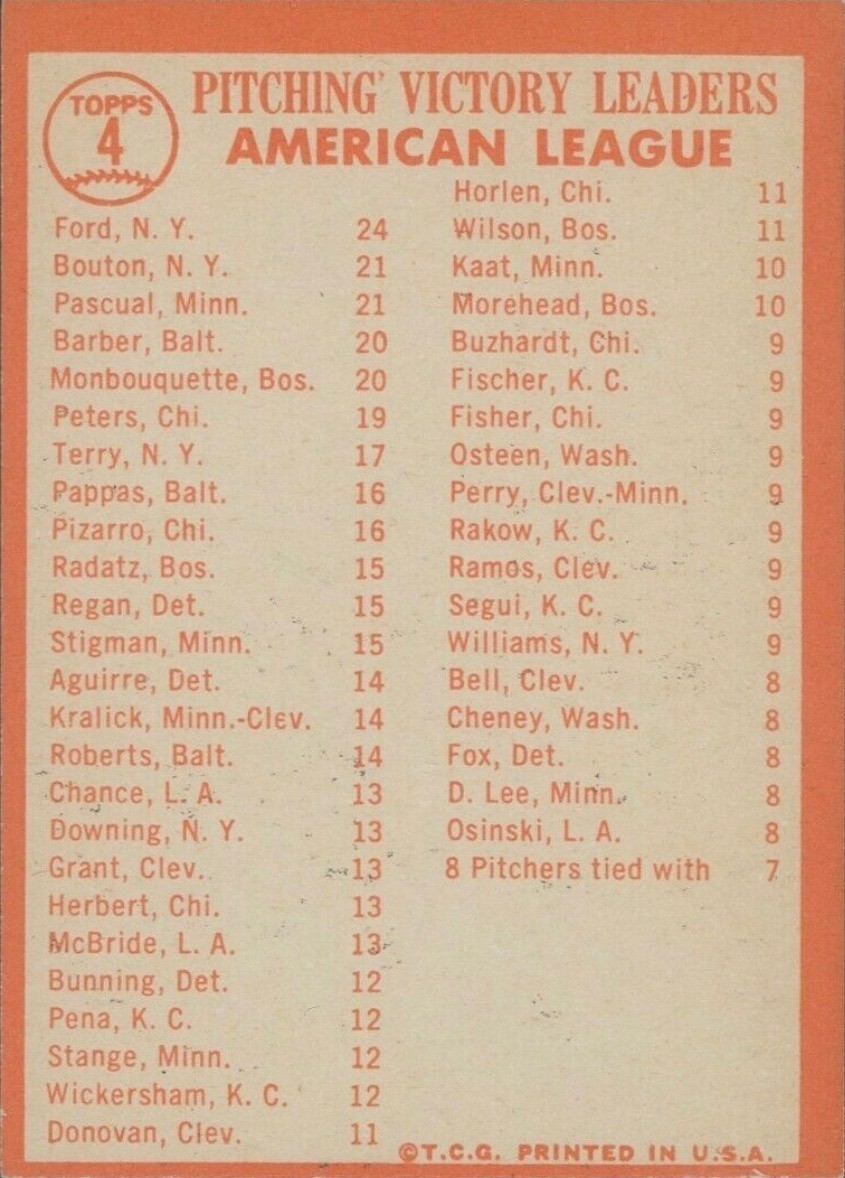 TOPPS
4
PITCHING VICTORY LEADERS
AMERICAN LEAGUE
Ford, N. Y. 24
Bouton, N. Y. 21
Pascual, Minn. 21
Barber, Balt. 20
Monbouquette, Bos. 20
Peters, Chi. 19
Terry, N. Y. 17
Pappas, Balt. 16
Pizarro, Chi. 16
Radatz, Bos. 15
Regan, Det. 15
Stigman, Minn. 15
Aguirre, Det. 14
Kralick, Minn.-Clev. 14
Roberts, Balt. 14
Chance, L. A. 13
Downing, N. Y. 13
Grant, Clev. 13
Herbert, Chi. 13
McBride, L. A. 13
Bunning, Det. 12
Pena, K. C. 12
Stange, Minn. 12
Wickersham, K. C. 12
Donovan, Clev. 11
Horlen, Chi. 11
Wilson, Bos. 11
Kaat, Minn. 10
Morehead, Bos. 10
Buzhardt, Chi. 9
Fischer, K. C. 9
Fisher, Chi. 9
Osteen, Wash. 9
Perry, Clev.-Minn. 9
Rakow, K. C. 9
Ramos, Clev. 9
Segui, K. C. 9
Williams, N. Y. 9
Bell, Clev. 8
Cheney, Wash. 8
Fox, Det. 8
D. Lee, Minn. 8
Osinski, L. A. 8
8 Pitchers tied with 7
©T.C.G. PRINTED IN U.S.A.